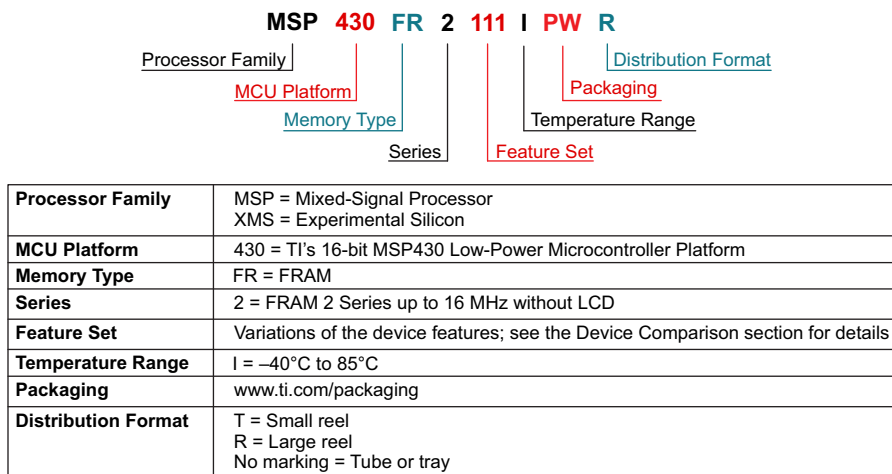 MSP 430 FR 2 111 I PW R
Processor Family
Distribution Format
MCU Platform
Packaging
Memory Type
Temperature Range
Series
Feature Set
Processor Family
MSP = Mixed-Signal Processor
XMS = Experimental Silicon
MCU Platform
430 = TI's 16-bit MSP430 Low-Power Microcontroller Platform
Memory Type
FR = FRAM
Series
2 = FRAM 2 Series up to 16 MHz without LCD
Feature Set
Variations of the device features; see the Device Comparison section for details
Temperature Range
I = –40°C to 85°C
Packaging
www.ti.com/packaging
Distribution Format
T = Small reel
R = Large reel
No marking = Tube or tray